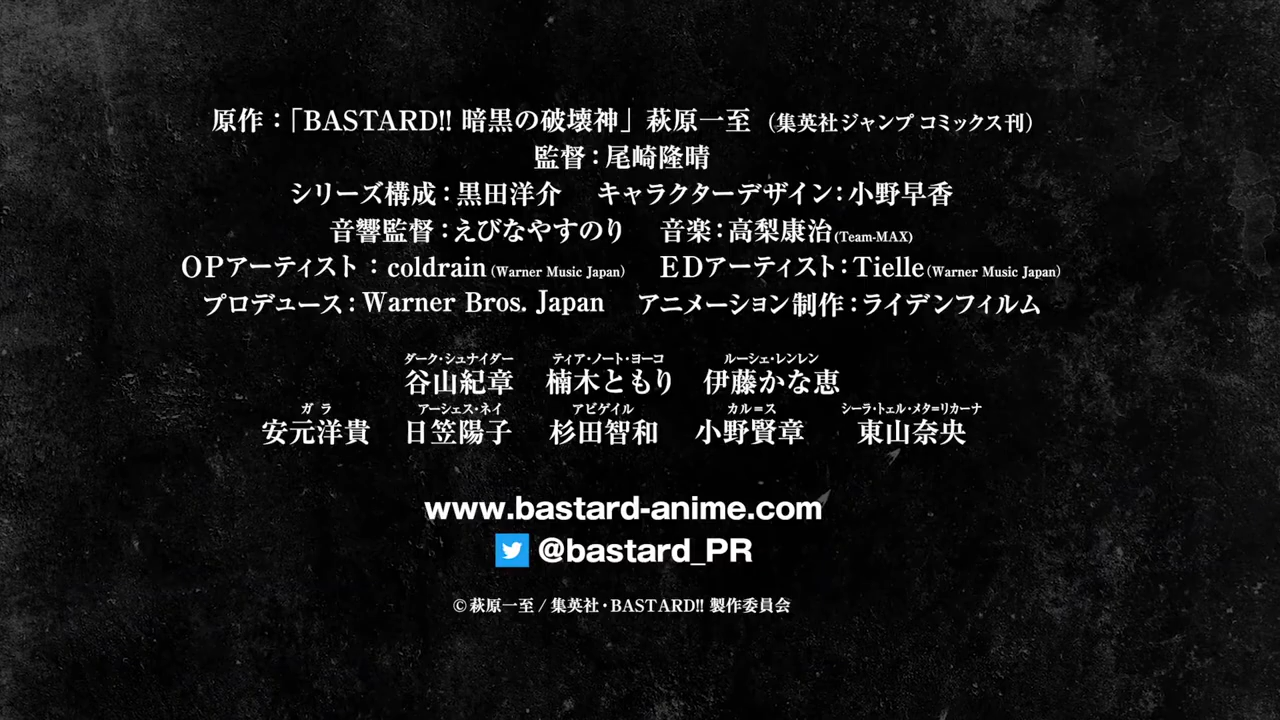 原作：「BASTARD!! 暗黒の破壊神」萩原一至 （集英社ジャンプ コミックス刊）
監督：尾崎隆晴
シリーズ構成：黒田洋介 キャラクターデザイン：小野早香
音響監督：えびなやすのり 音楽：高梨康治(Team-MAX)
OPアーティスト：coldrain(Warner Music Japan) EDアーティスト：Tielle(Warner Music Japan)
プロデュース：Warner Bros. Japan アニメーション制作：ライデンフィルム
ダーク・シュナイダー ティア・ノート・ヨーコ ルーシェ・レンレン
谷山紀章 楠木ともり 伊藤かな恵
ガラ アーシェス・ネイ アビゲイル カル＝ス シーラ・トェル・メタ＝リカーナ
安元洋貴 日笠陽子 杉田智和 小野賢章 東山奈央
www.bastard-anime.com
@bastard_PR
©萩原一至／集英社・BASTARD!! 製作委員会